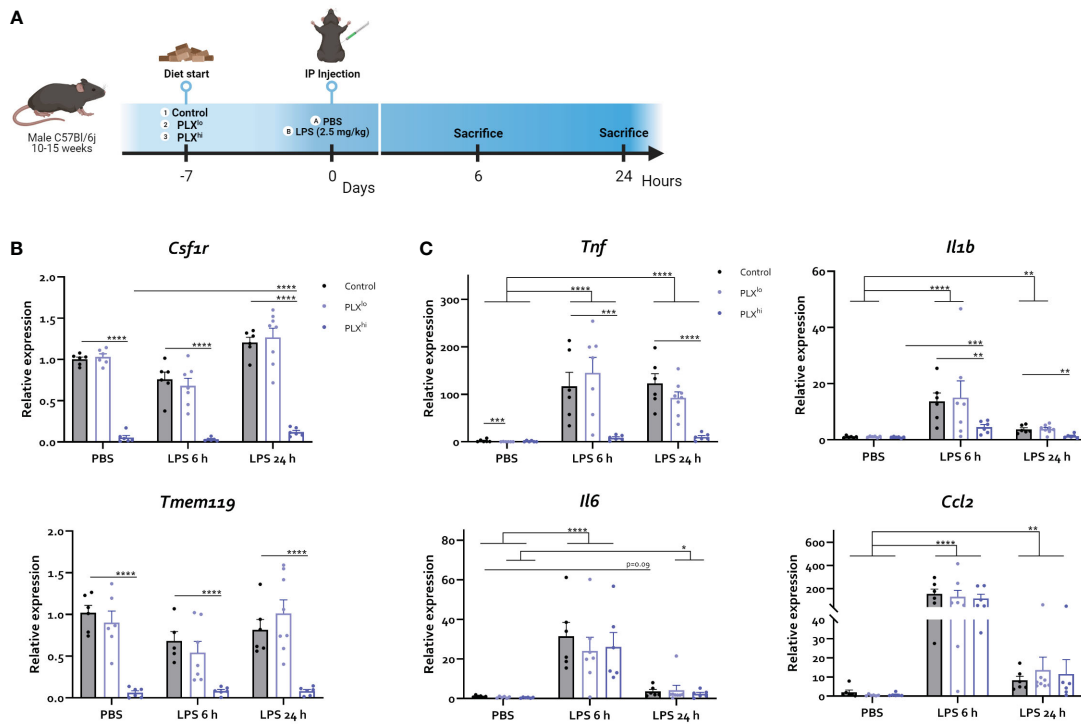 A
Diet start
IP Injection
1 Control
2 PLXlo
3 PLXhi
A PBS
B LPS (2.5 mg/kg)
Sacrifice
Sacrifice
Male C57Bl/6j
10-15 weeks
-7
0
Days
6
24
Hours
B
Csf1r
Relative expression
2.0
1.5
1.0
0.5
0.0
****
****
****
****
PBS
LPS 6 h
LPS 24 h
Control
PLXlo
PLXhi
C
Tnf
Relative expression
300
200
100
0
****
****
***
****
***
PBS
LPS 6 h
LPS 24 h
Control
PLXlo
PLXhi
Il1b
Relative expression
60
40
20
0
**
****
***
**
**
PBS
LPS 6 h
LPS 24 h
Tmem119
Relative expression
2.0
1.5
1.0
0.5
0.0
****
****
****
PBS
LPS 6 h
LPS 24 h
Il6
Relative expression
80
60
40
20
0
****
*
p=0.09
PBS
LPS 6 h
LPS 24 h
Ccl2
Relative expression
600
400
200
40
30
20
10
0
**
****
PBS
LPS 6 h
LPS 24 h